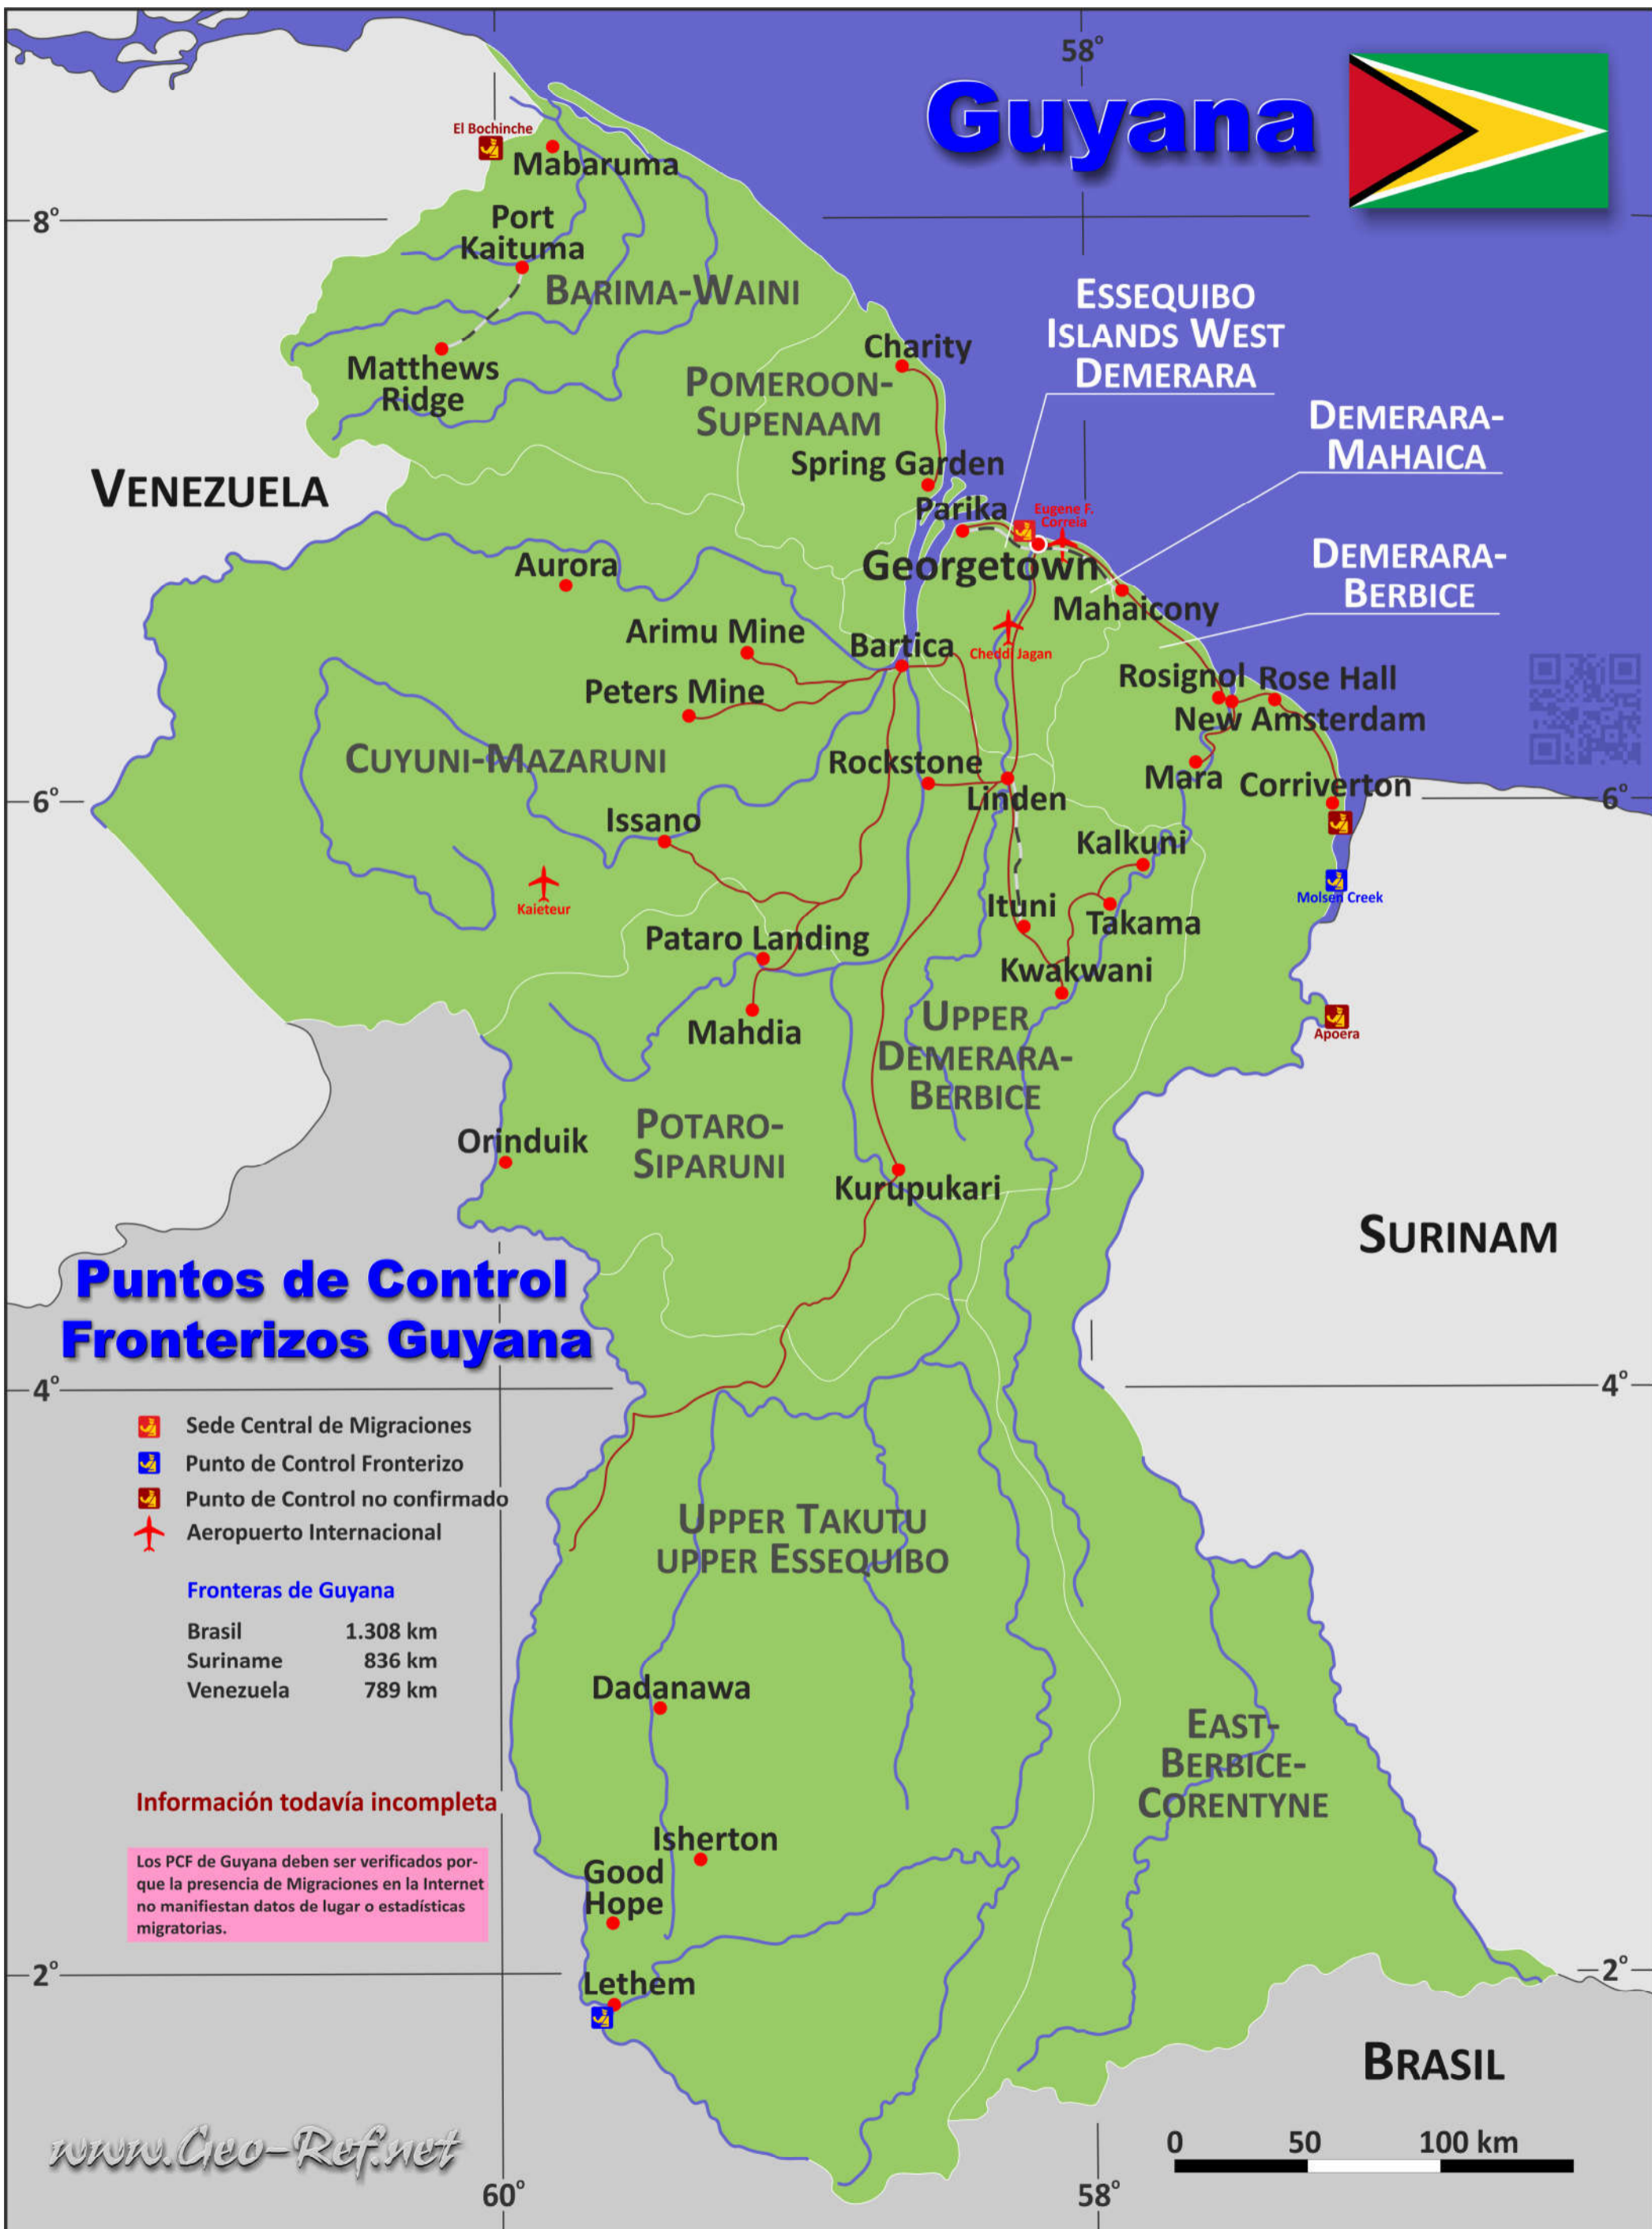 58°
Guyana
El Bochinche
Mabaruma
8°
Port
Kaituma
BARIMA-WAINI
ESSEQUIBO
ISLANDS WEST
DEMERARA
Charity
Matthews
Ridge
POMEROON-
SUPENAAM
DEMERARA-
MAHAICA
VENEZUELA
Spring Garden
Parika
Eugene F.
Correia
Georgetown
DEMERARA-
BERBICE
Aurora
Mahaicony
Arimu Mine
Bartica
Cheddi Jagan
Peters Mine
Rosignol
Rose Hall
New Amsterdam
CUYUNI-MAZARUNI
Rockstone
Linden
Mara
Corriverton
6°
6°
Issano
Kalkuni
Kaieteur
Molsen Creek
Ituni
Takama
Pataro Landing
Kwakwani
Mahdia
UPPER
DEMERARA-
BERBICE
Apoera
Orinduik
POTARO-
SIPARUNI
Kurupukari
SURINAM
Puntos de Control
Fronterizos Guyana
4°
4°
Sede Central de Migraciones
Punto de Control Fronterizo
Punto de Control no confirmado
Aeropuerto Internacional
UPPER TAKUTU
UPPER ESSEQUIBO
Fronteras de Guyana
Brasil 1.308 km
Suriname 836 km
Venezuela 789 km
Dadanawa
EAST-
BERBICE-
CORENTYNE
Información todavía incompleta
Isherton
Good
Hope
Los PCF de Guyana deben ser verificados por-
que la presencia de Migraciones en la Internet
no manifiestan datos de lugar o estadísticas
migratorias.
2°
2°
Lethem
BRASIL
www.Geo-Ref.net
0 50 100 km
60°
58°